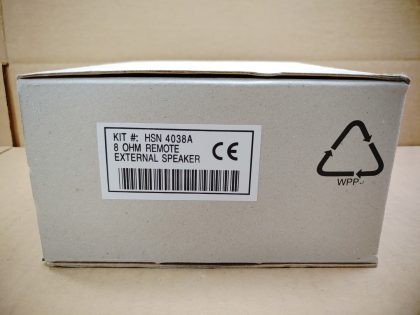 KIT #: HSN 4038A
8 OHM REMOTE
EXTERNAL SPEAKER
CE
WPP